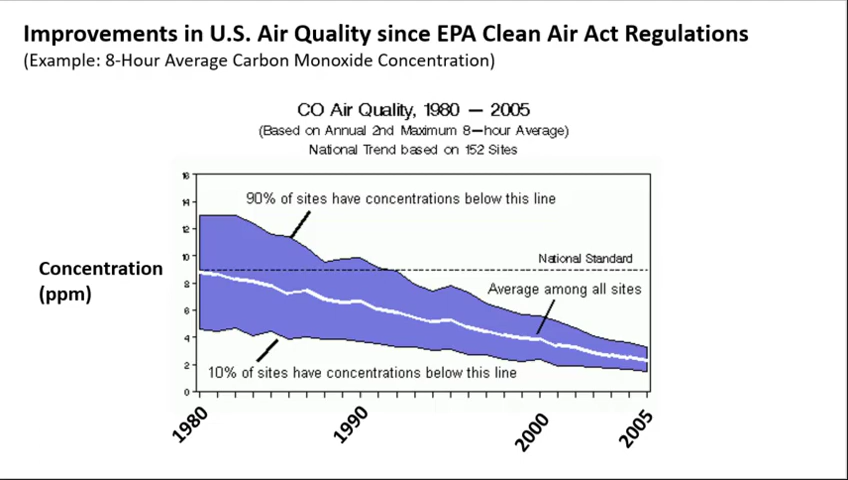 Improvements in U.S. Air Quality since EPA Clean Air Act Regulations
(Example: 8-Hour Average Carbon Monoxide Concentration)
CO Air Quality, 1980 — 2005
(Based on Annual 2nd Maximum 8—hour Average)
National Trend based on 152 Sites
16
90% of sites have concentrations below this line
14
12
10
National Standard
Concentration
(ppm)
8
Average among all sites
6
4
10% of sites have concentrations below this line
2
0
1980
1990
2000
2005